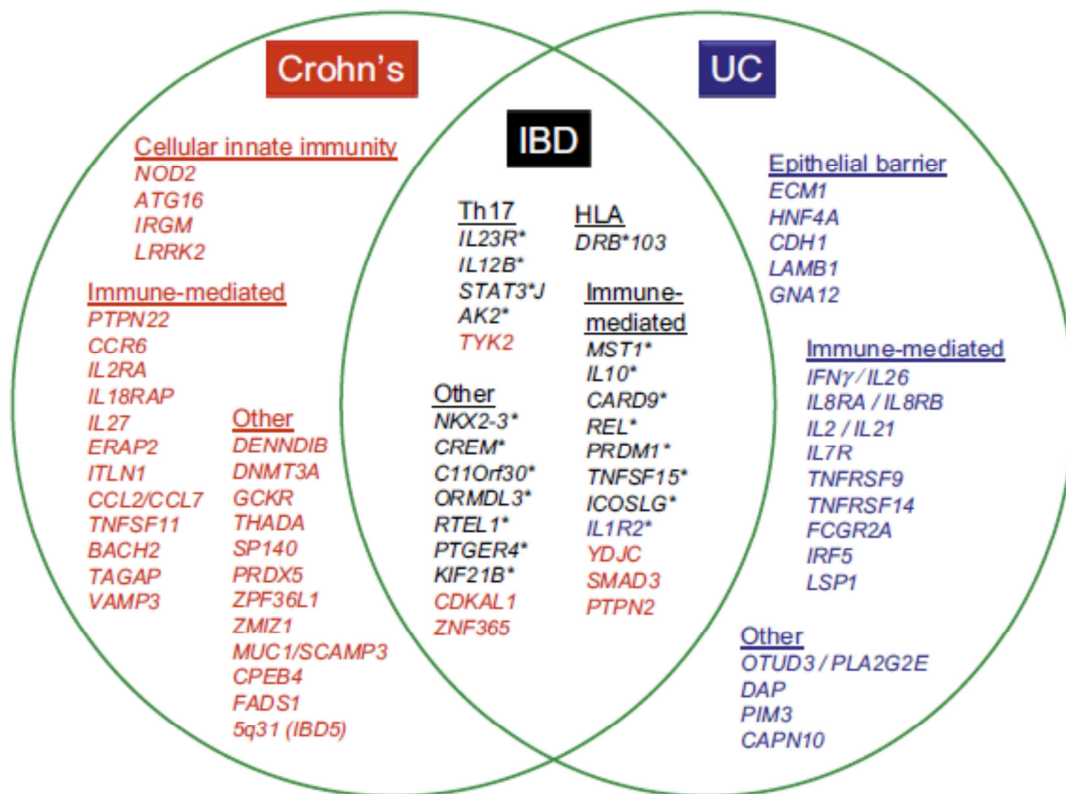 Crohn's
UC
IBD
Cellular innate immunity
NOD2
ATG16
IRGM
LRRK2
Immune-mediated
PTPN22
CCR6
IL2RA
IL18RAP
IL27
ERAP2
ITLN1
CCL2/CCL7
TNFSF11
BACH2
TAGAP
VAMP3
Other
DENNDIB
DNMT3A
GCKR
THADA
SP140
PRDX5
ZPF36L1
ZMIZ1
MUC1/SCAMP3
CPEB4
FADS1
5q31 (IBD5)
Th17
IL23R*
IL12B*
STAT3*J
AK2*
TYK2
Other
NKX2-3*
CREM*
C11Orf30*
ORMDL3*
RTEL1*
PTGER4*
KIF21B*
CDKAL1
ZNF365
HLA
DRB*103
Immune-
mediated
MST1*
IL10*
CARD9*
REL*
PRDM1*
TNFSF15*
ICOSLG*
IL1R2*
YDJC
SMAD3
PTPN2
Epithelial barrier
ECM1
HNF4A
CDH1
LAMB1
GNA12
Immune-mediated
IFNγ / IL26
IL8RA / IL8RB
IL2 / IL21
IL7R
TNFRSF9
TNFRSF14
FCGR2A
IRF5
LSP1
Other
OTUD3 / PLA2G2E
DAP
PIM3
CAPN10